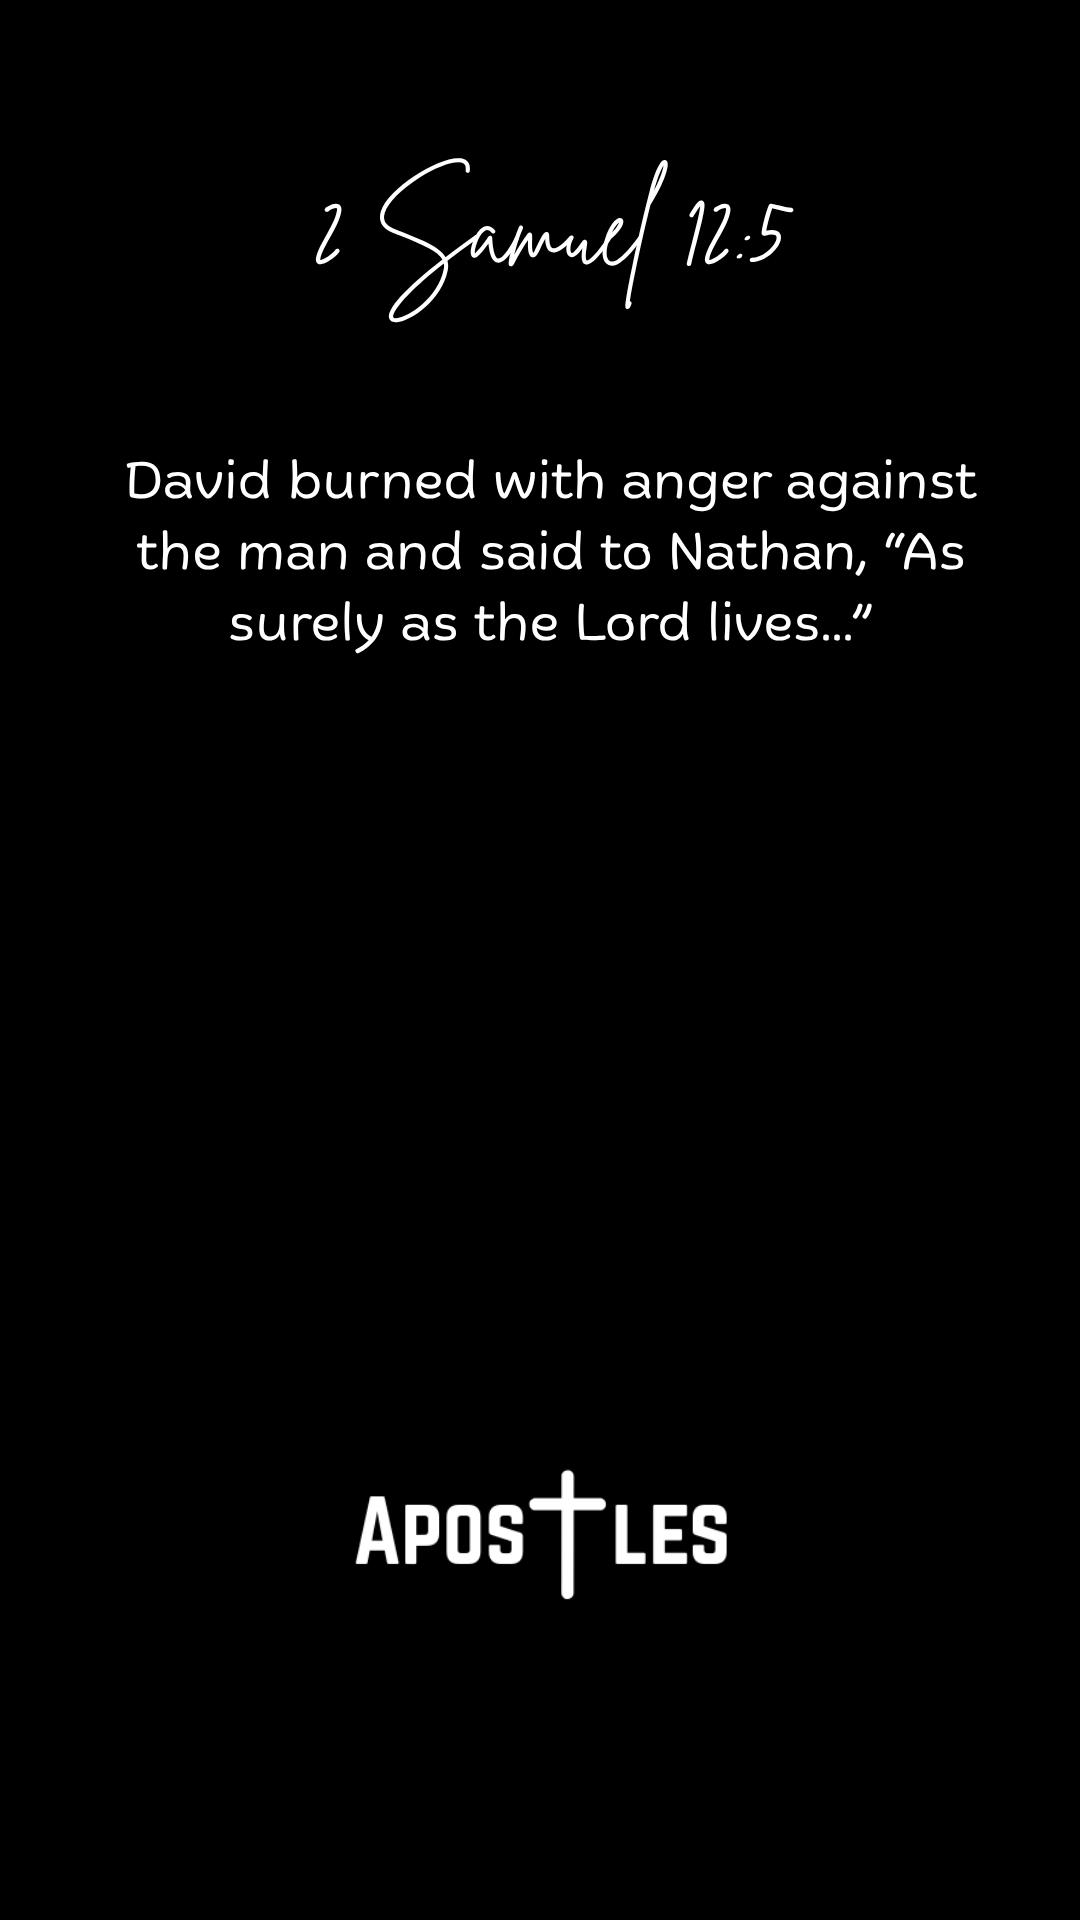 2 Samuel 12:5
David burned with anger against
the man and said to Nathan, “As
surely as the Lord lives...”
APOSTLES